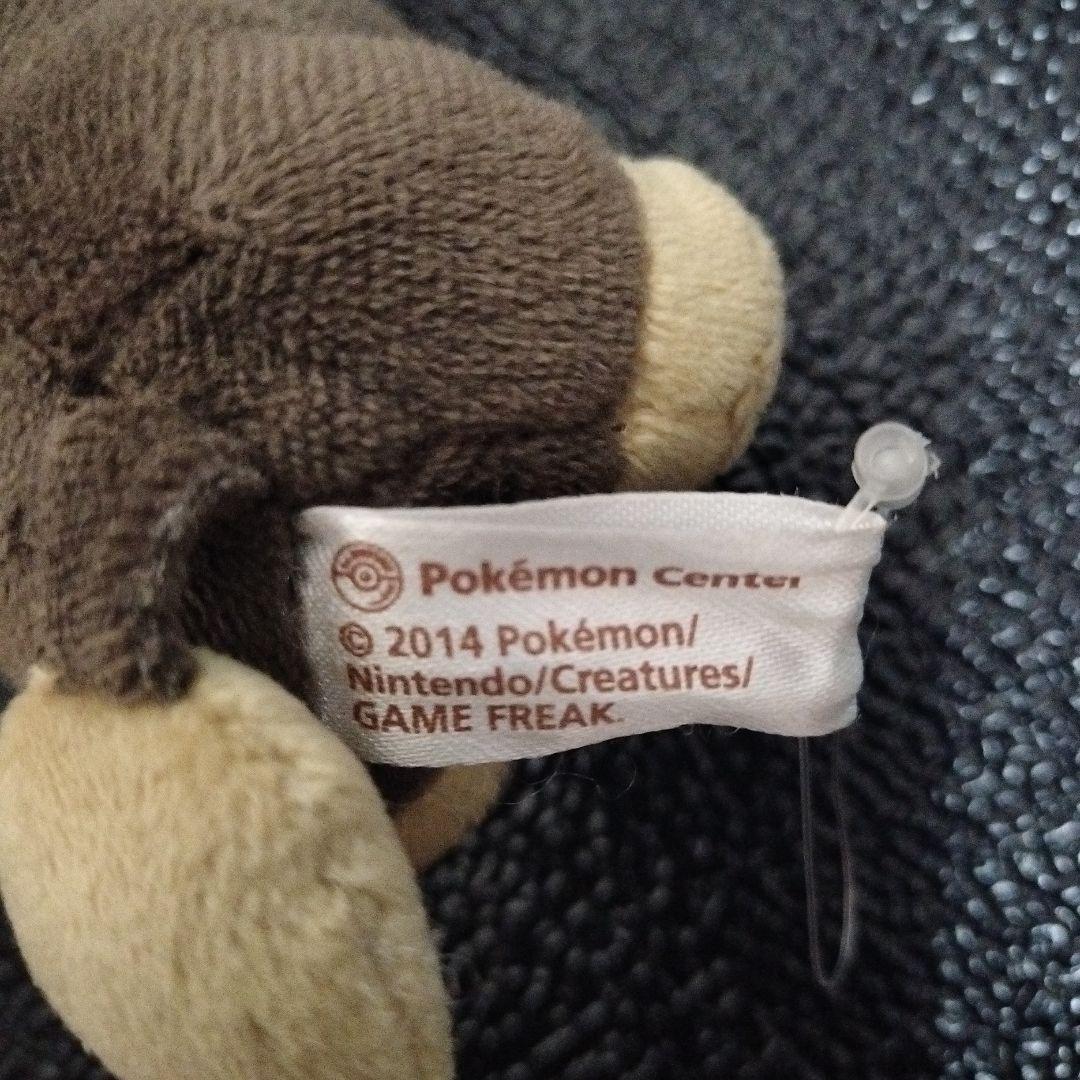 Pokémon Center
© 2014 Pokémon/
Nintendo/Creatures/
GAME FREAK.